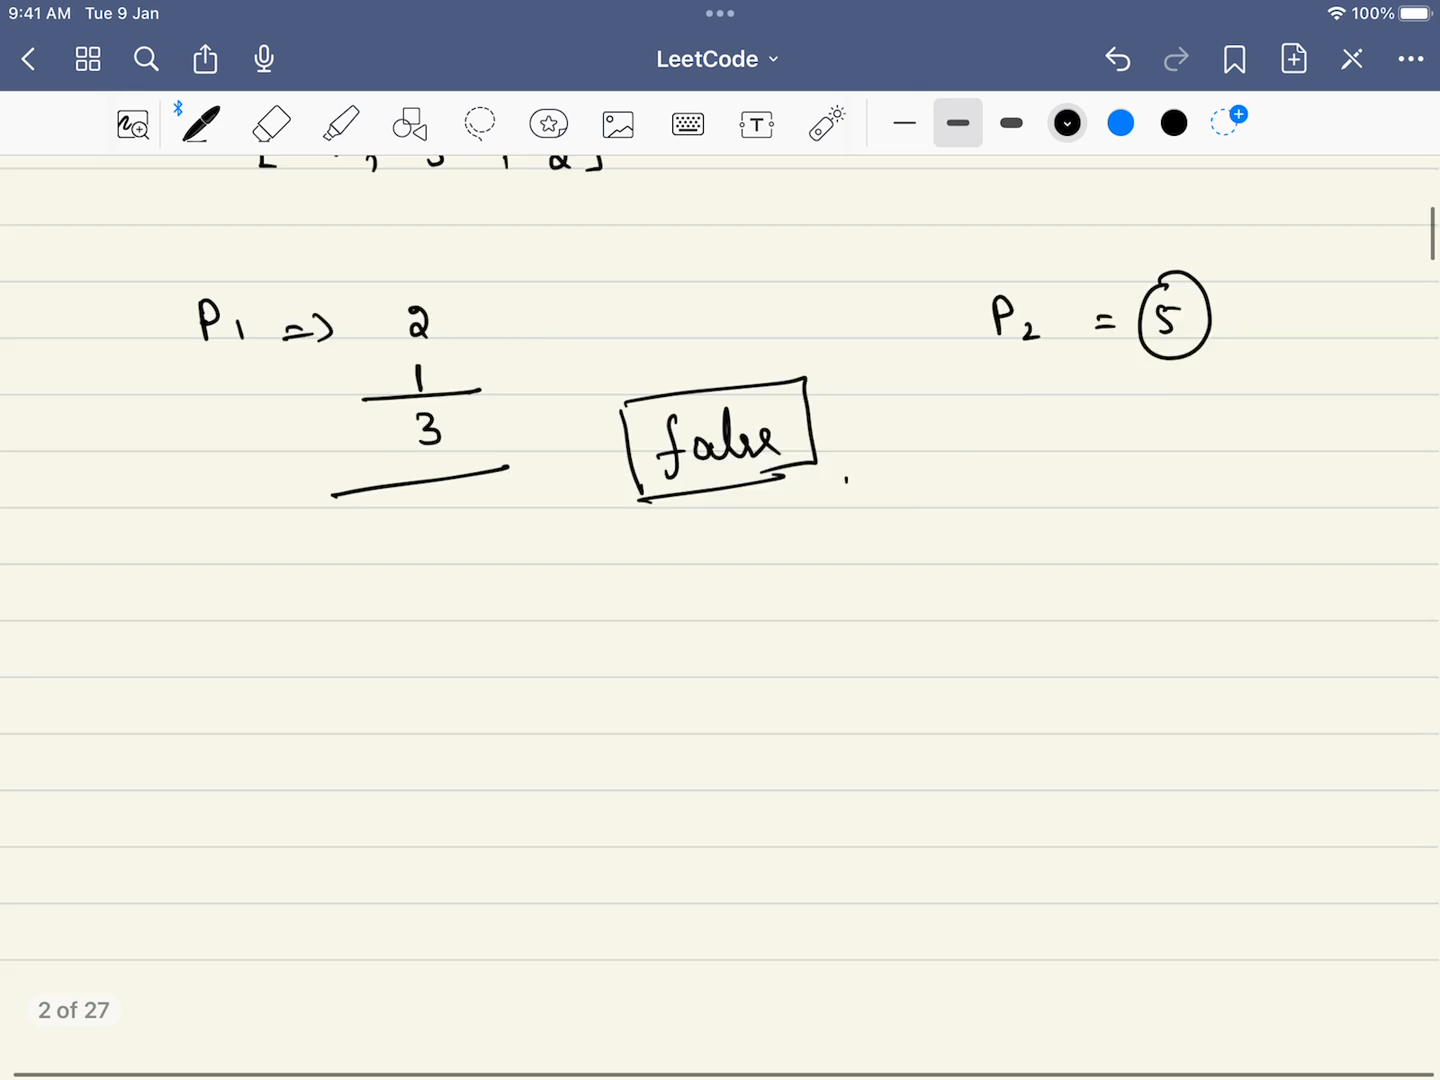 9:41 AM Tue 9 Jan 100%
LeetCode
T
P1 => 2 P2 = 5
1
3 false
2 of 27